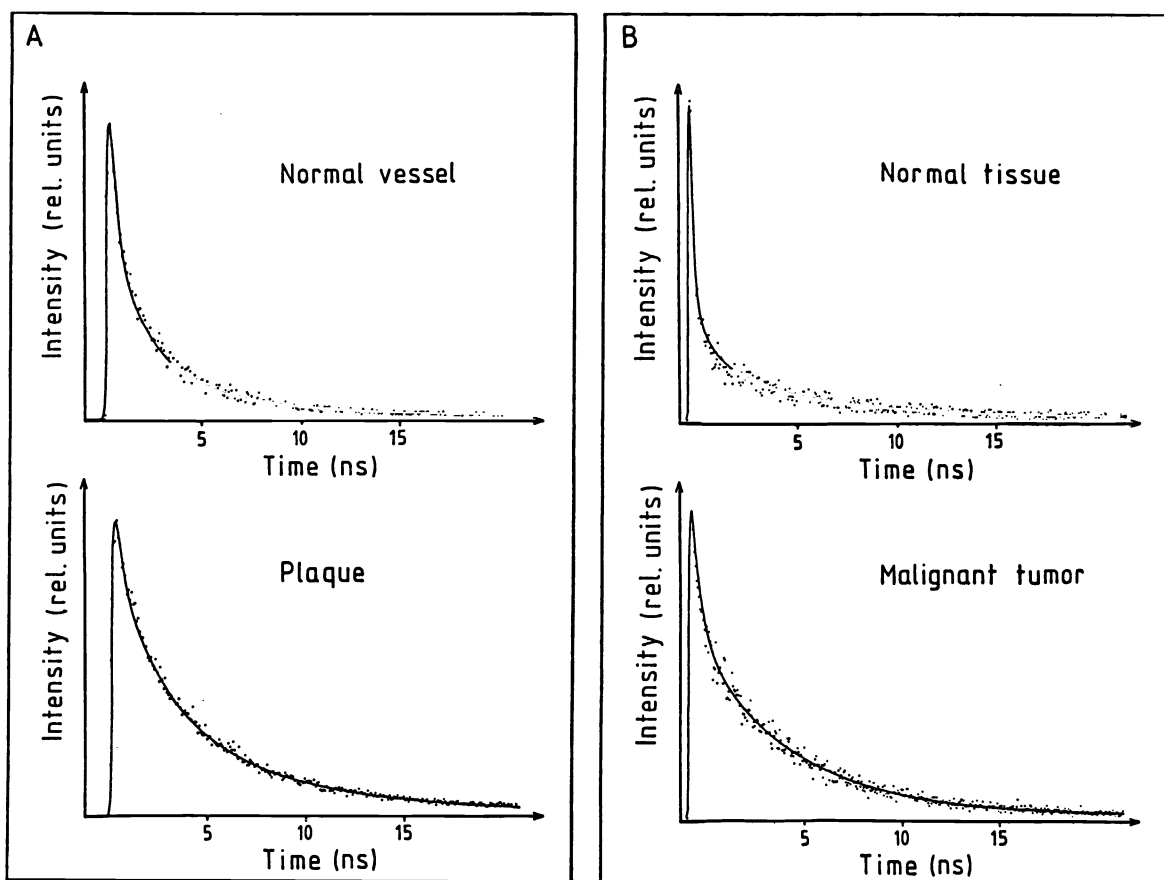 A
Intensity (rel. units)
Normal vessel
5 10 15
Time (ns)
Intensity (rel. units)
Plaque
5 10 15
Time (ns)
B
Intensity (rel. units)
Normal tissue
5 10 15
Time (ns)
Intensity (rel. units)
Malignant tumor
5 10 15
Time (ns)